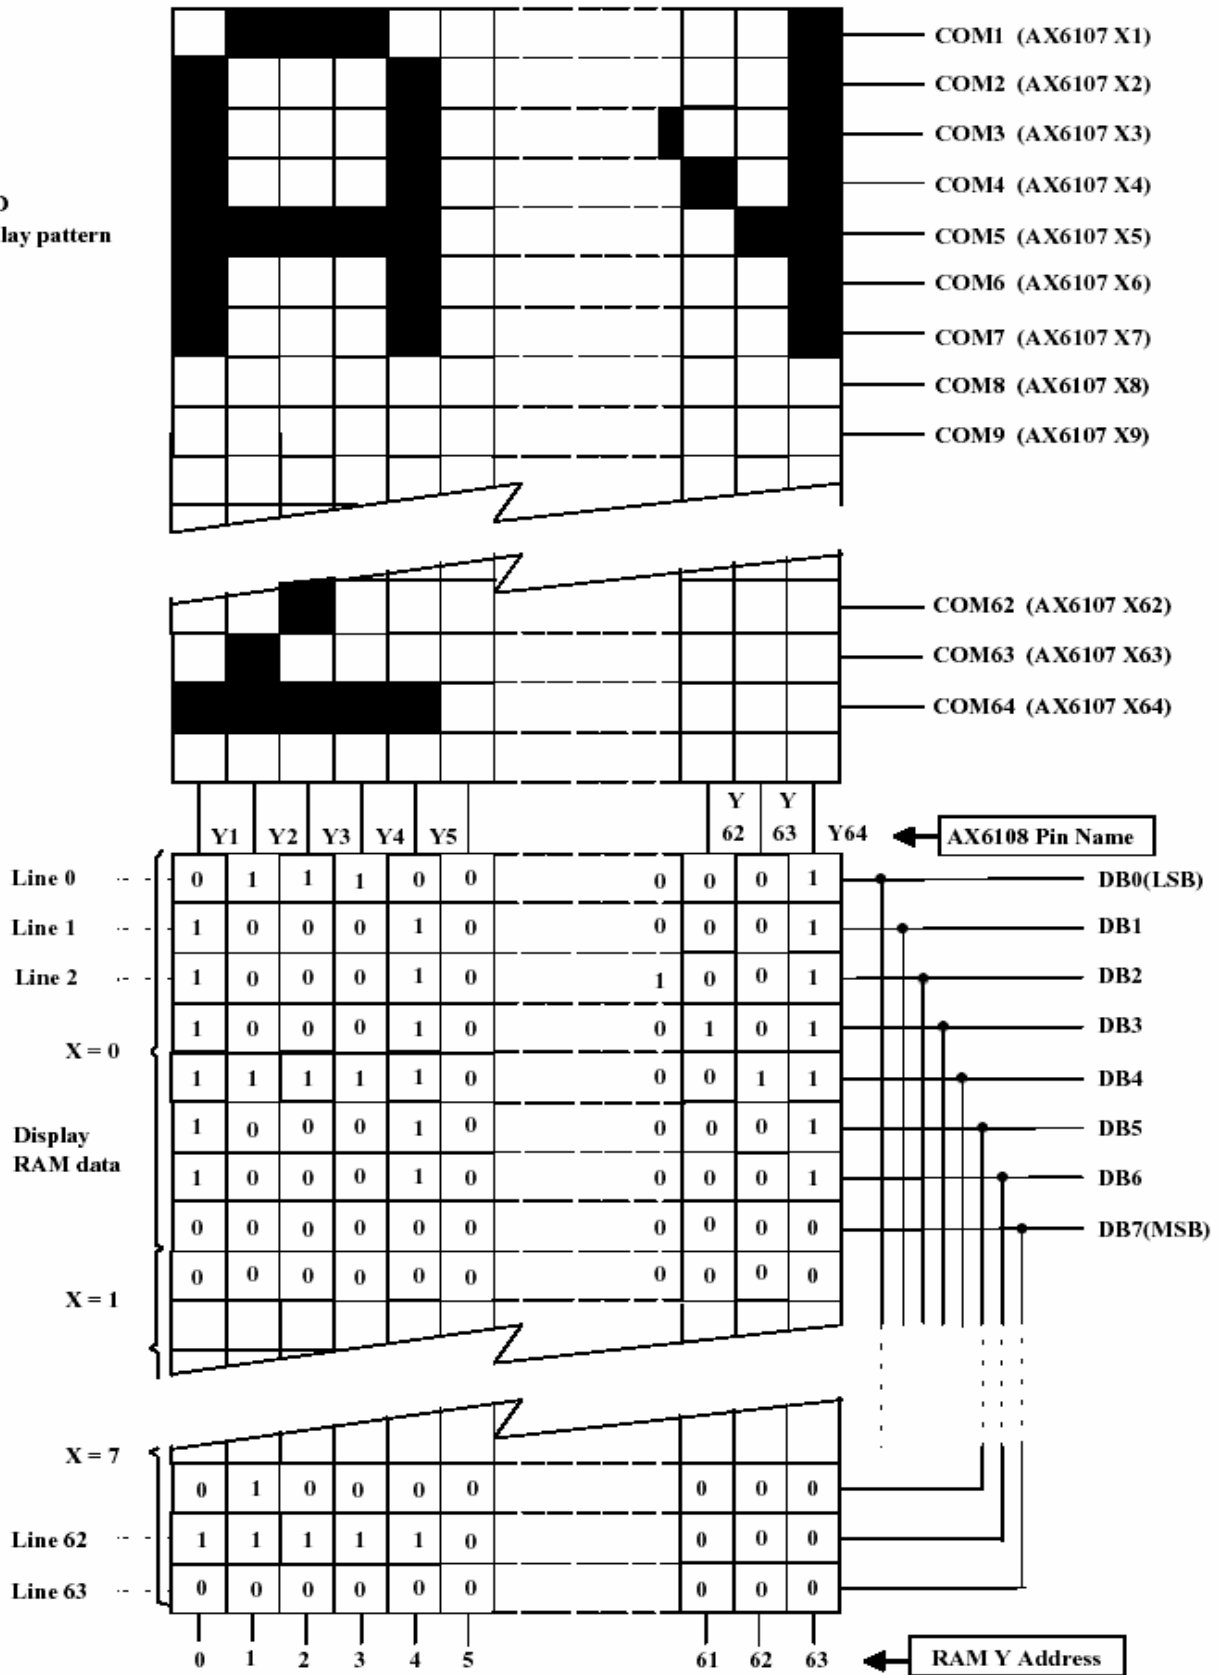 COM1 (AX6107 X1)
COM2 (AX6107 X2)
COM3 (AX6107 X3)
COM4 (AX6107 X4)
lay pattern
COM5 (AX6107 X5)
COM6 (AX6107 X6)
COM7 (AX6107 X7)
COM8 (AX6107 X8)
COM9 (AX6107 X9)
COM62 (AX6107 X62)
COM63 (AX6107 X63)
COM64 (AX6107 X64)
Y1 Y2 Y3 Y4 Y5 Y 62 Y 63 Y64 AX6108 Pin Name
Line 0 0 1 1 1 0 0 0 0 0 1 DB0(LSB)
Line 1 1 0 0 0 1 0 0 0 0 1 DB1
Line 2 1 0 0 0 1 0 1 0 0 1 DB2
1 0 0 0 1 0 0 1 0 1 DB3
X = 0
1 1 1 1 1 0 0 0 1 1 DB4
Display
RAM data
1 0 0 0 1 0 0 0 0 1 DB5
1 0 0 0 1 0 0 0 0 1 DB6
0 0 0 0 0 0 0 0 0 0 DB7(MSB)
0 0 0 0 0 0 0 0 0 0
X = 1
X = 7
0 1 0 0 0 0 0 0 0
Line 62 1 1 1 1 1 0 0 0 0
Line 63 0 0 0 0 0 0 0 0 0
0 1 2 3 4 5 61 62 63 RAM Y Address